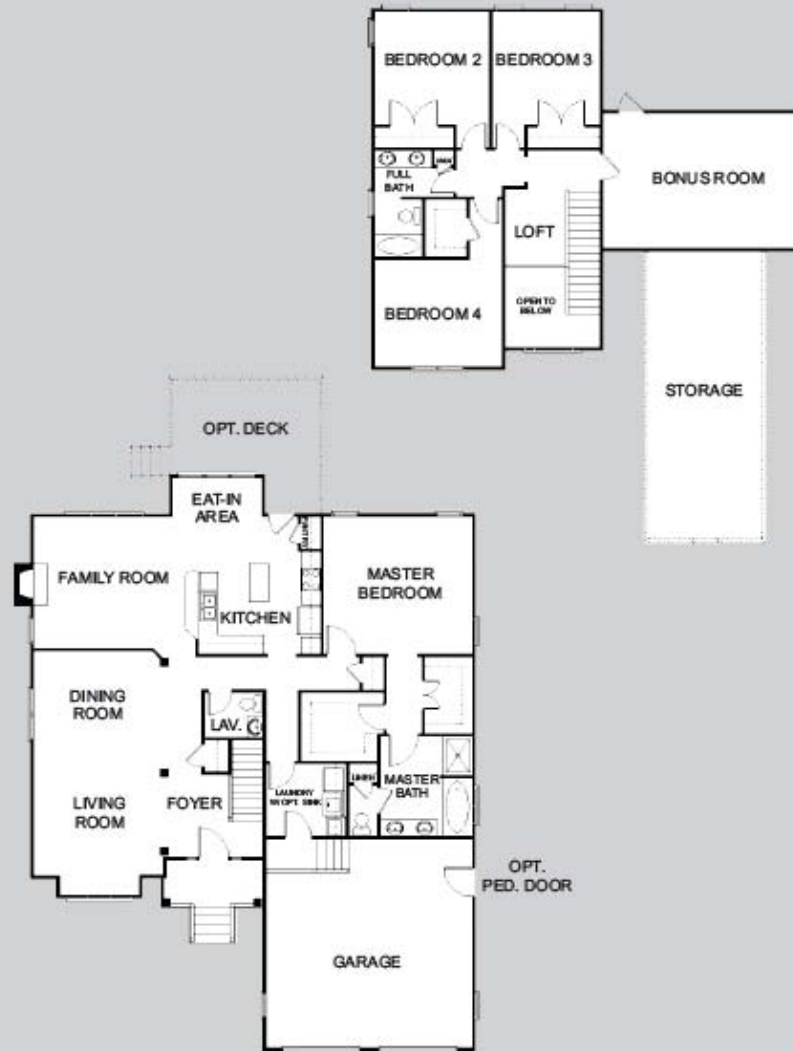 BEDROOM 2
BEDROOM 3
FULL
BATH
LINEN
BONUS ROOM
LOFT
OPEN TO
BELOW
BEDROOM 4
STORAGE
OPT. DECK
EAT-IN
AREA
PANTRY
FAMILY ROOM
MASTER
BEDROOM
KITCHEN
DINING
ROOM
LAV.
LIVING
ROOM
FOYER
LAUNDRY
W/OPT. SINK
LINEN
MASTER
BATH
OPT.
PED. DOOR
GARAGE